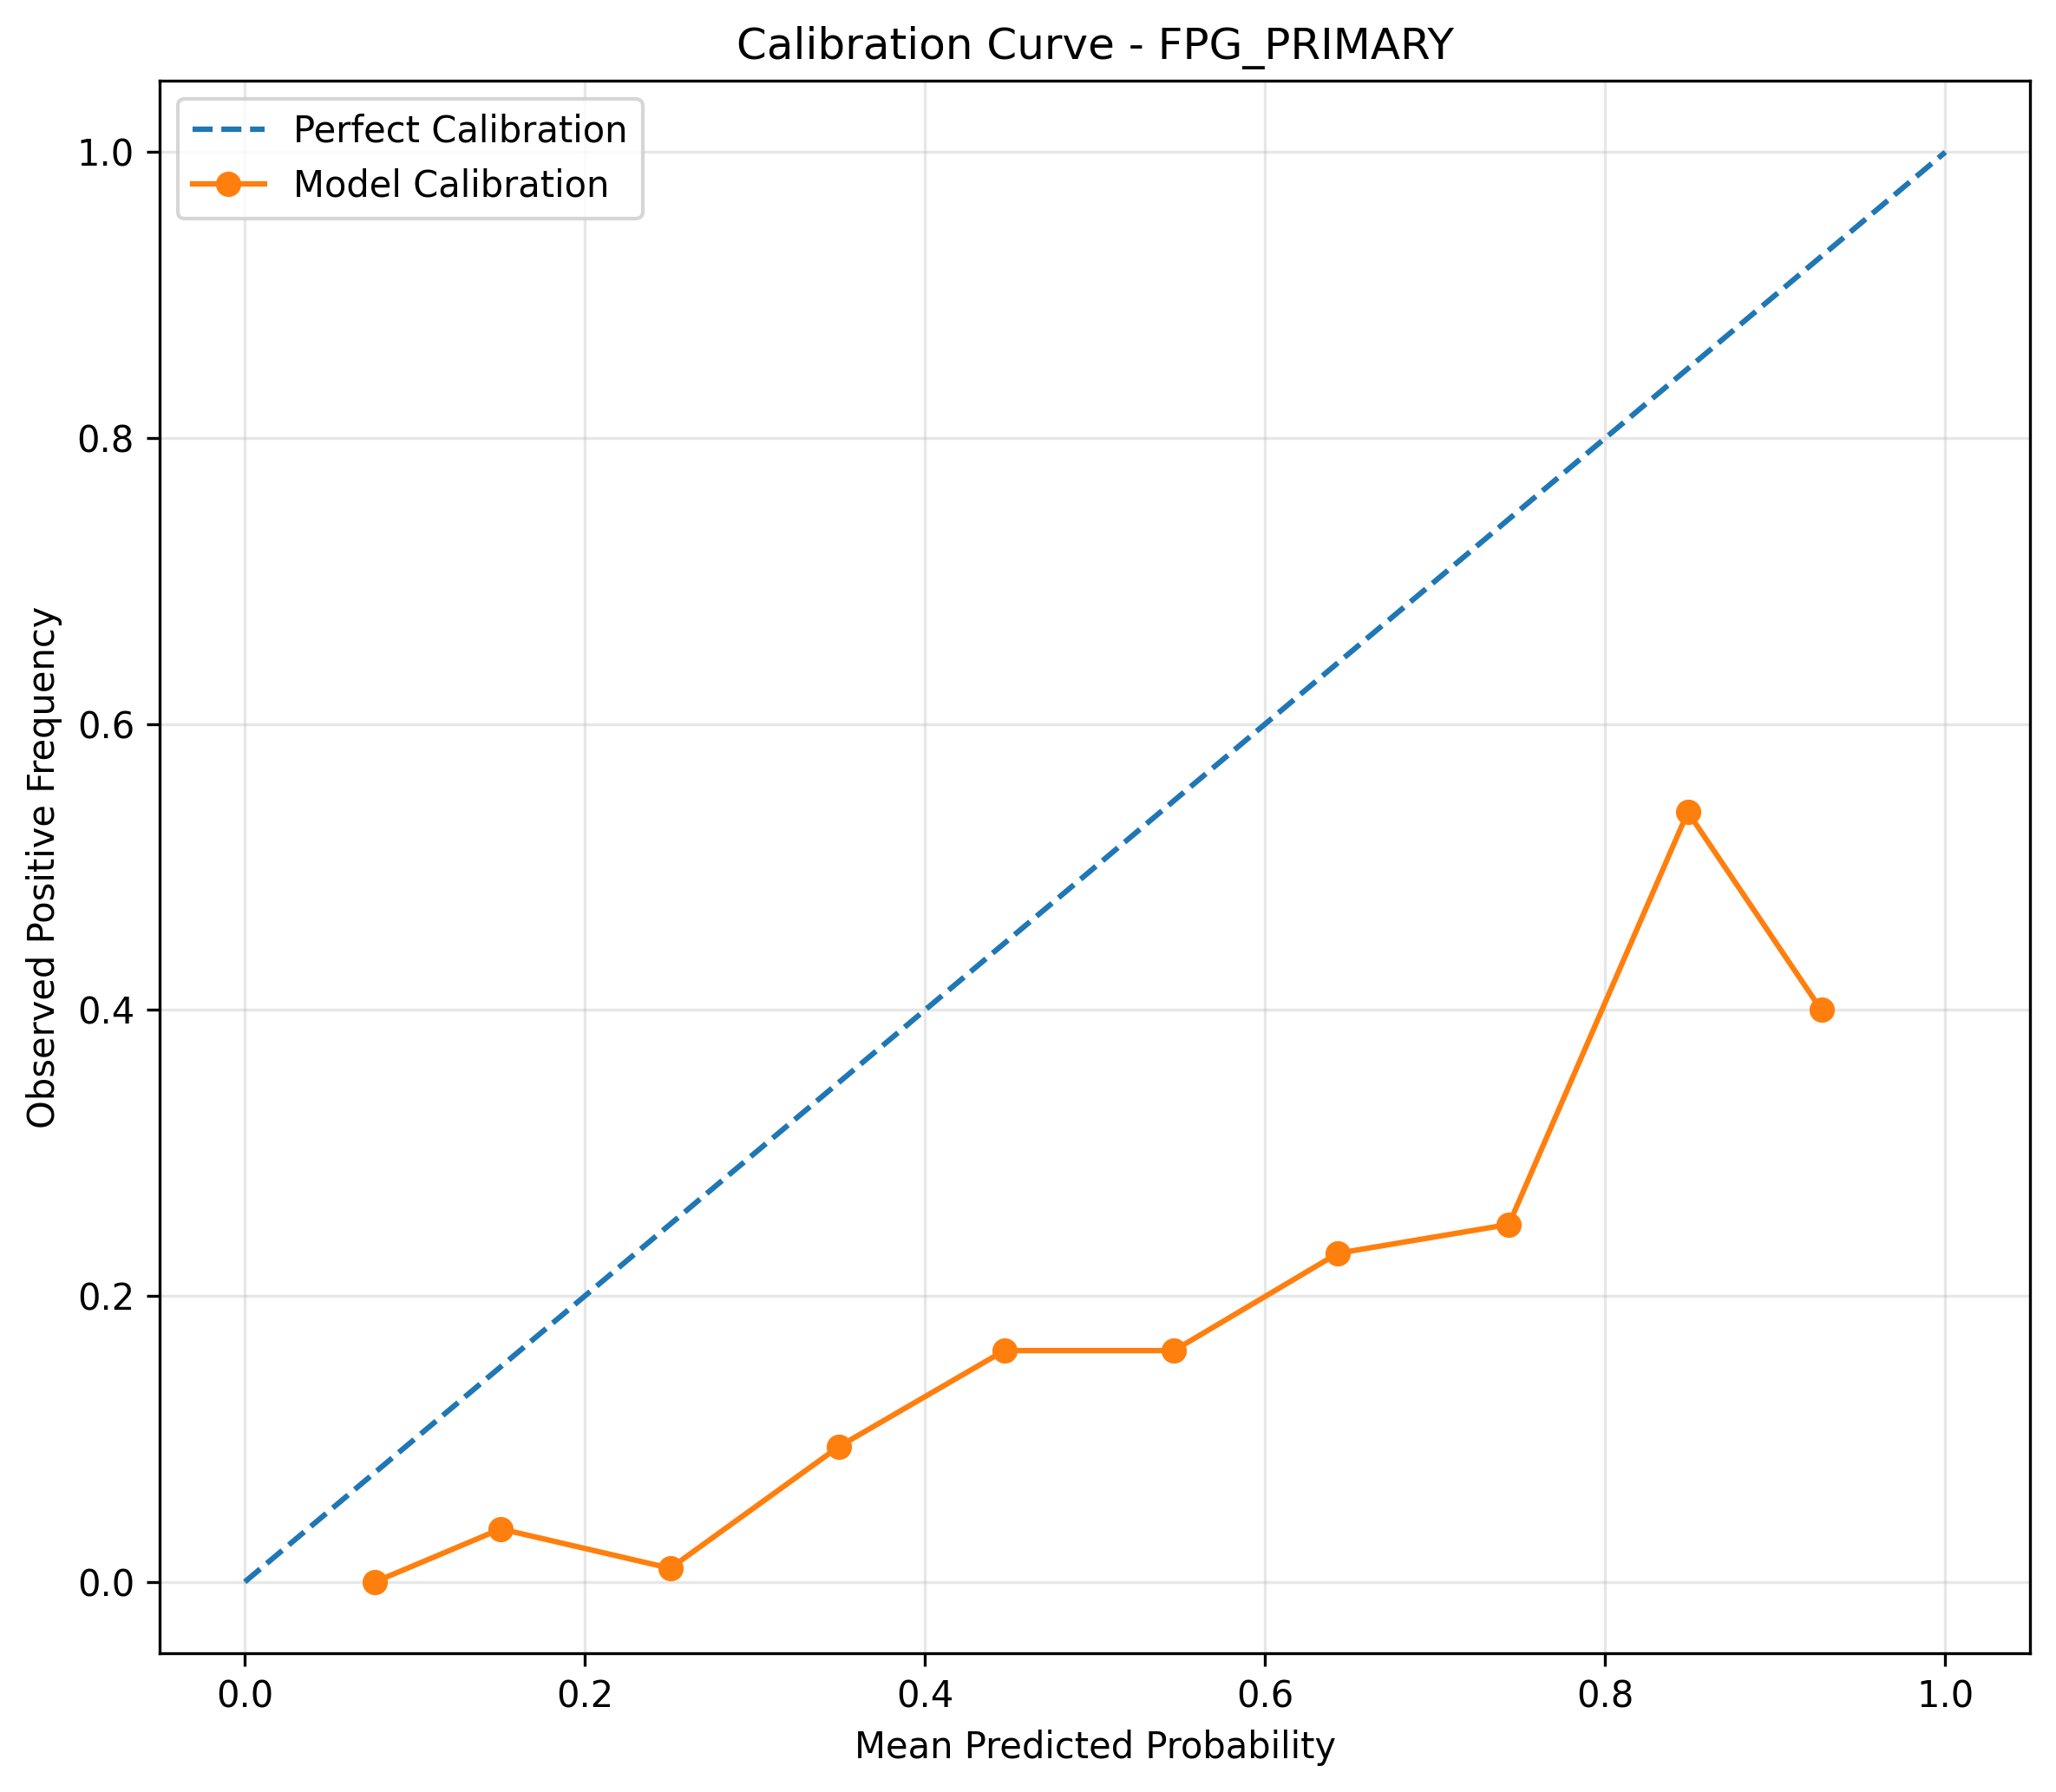 Calibration Curve - FPG_PRIMARY
Perfect Calibration
Model Calibration
1.0
0.8
0.6
0.4
0.2
0.0
Observed Positive Frequency
0.0 0.2 0.4 0.6 0.8 1.0
Mean Predicted Probability